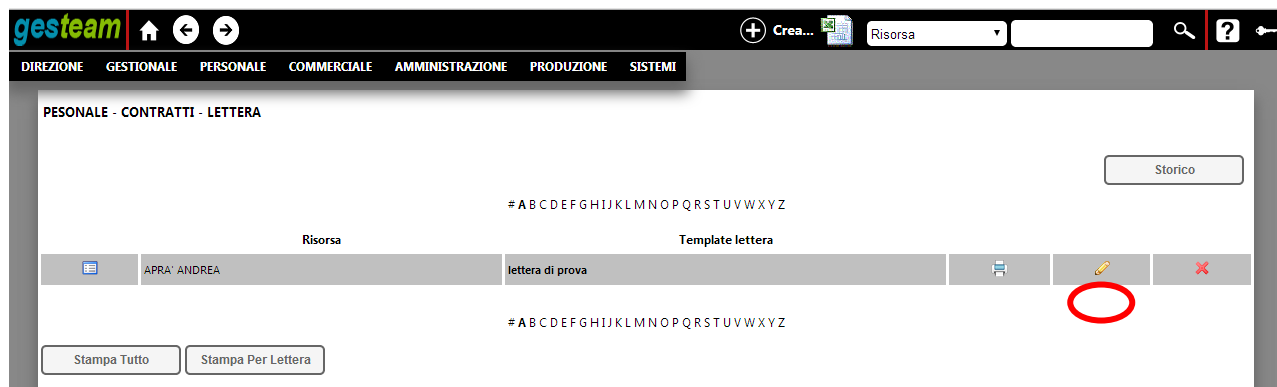 gesteam Crea... Risorsa ?
DIREZIONE GESTIONALE PERSONALE COMMERCIALE AMMINISTRAZIONE PRODUZIONE SISTEMI
PESONALE - CONTRATTI - LETTERA
Storico
# A B C D E F G H I J K L M N O P Q R S T U V W X Y Z
Risorsa Template lettera
APRA' ANDREA lettera di prova
# A B C D E F G H I J K L M N O P Q R S T U V W X Y Z
Stampa Tutto Stampa Per Lettera